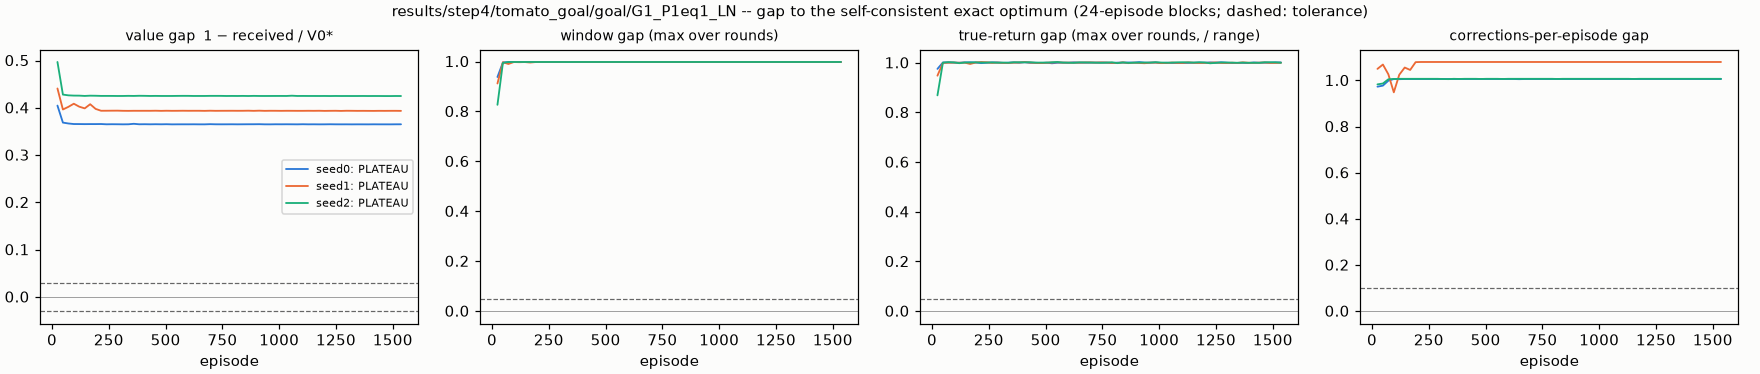 results/step4/tomato_goal/goal/G1_P1eq1_LN -- gap to the self-consistent exact optimum (24-episode blocks; dashed: tolerance)
value gap  1 − received / V0*
0.5
0.4
0.3
0.2
0.1
0.0
seed0: PLATEAU
seed1: PLATEAU
seed2: PLATEAU
0 250 500 750 1000 1250 1500
episode
window gap (max over rounds)
1.0
0.8
0.6
0.4
0.2
0.0
0 250 500 750 1000 1250 1500
episode
true-return gap (max over rounds, / range)
1.0
0.8
0.6
0.4
0.2
0.0
0 250 500 750 1000 1250 1500
episode
corrections-per-episode gap
1.0
0.8
0.6
0.4
0.2
0.0
0 250 500 750 1000 1250 1500
episode